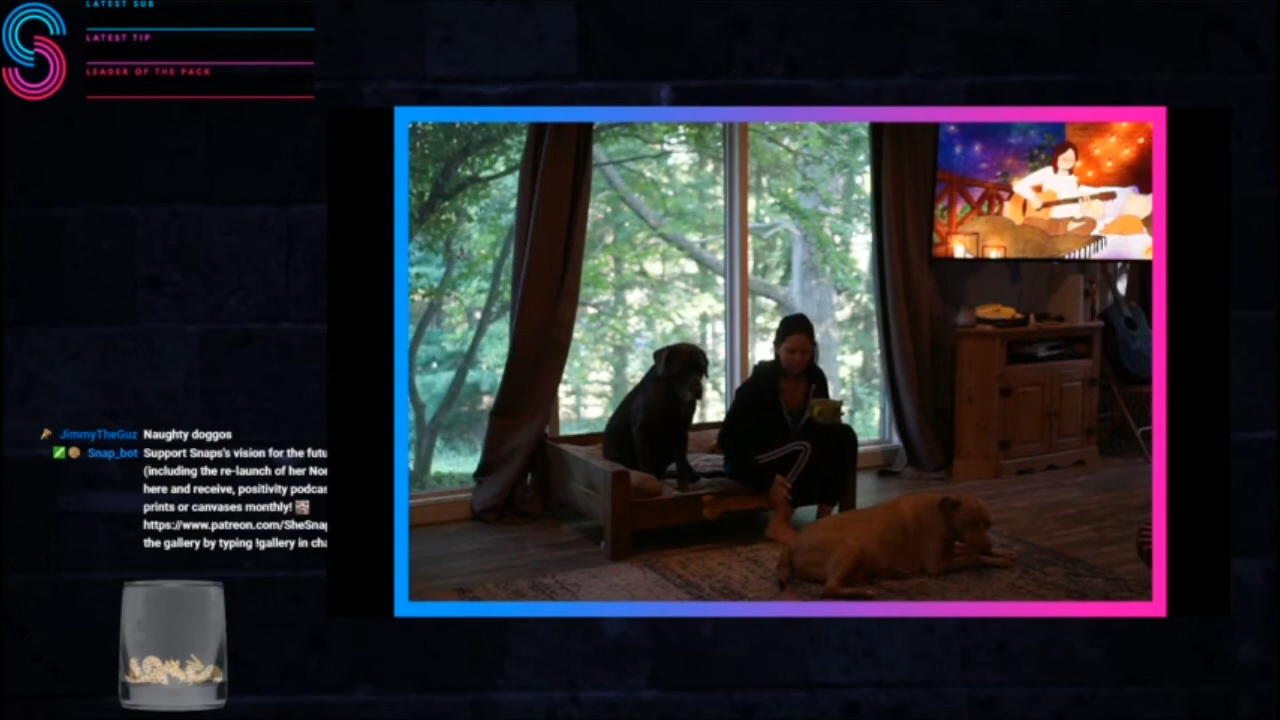 LATEST SUB
LATEST TIP
LEADER OF THE PACK
JimmyTheGuz Naughty doggos
Snap_bot Support Snaps's vision for the futu
(including the re-launch of her Nor
here and receive, positivity podcas
prints or canvases monthly!
https://www.patreon.com/SheSnap
the gallery by typing !gallery in cha